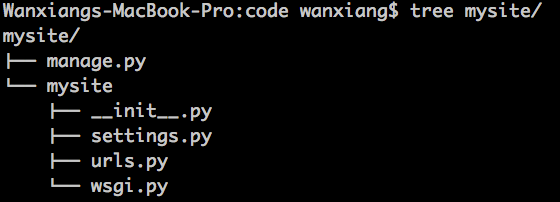 Wanxiangs-MacBook-Pro:code wanxiang$ tree mysite/
mysite/
├── manage.py
└── mysite
    ├── __init__.py
    ├── settings.py
    ├── urls.py
    └── wsgi.py